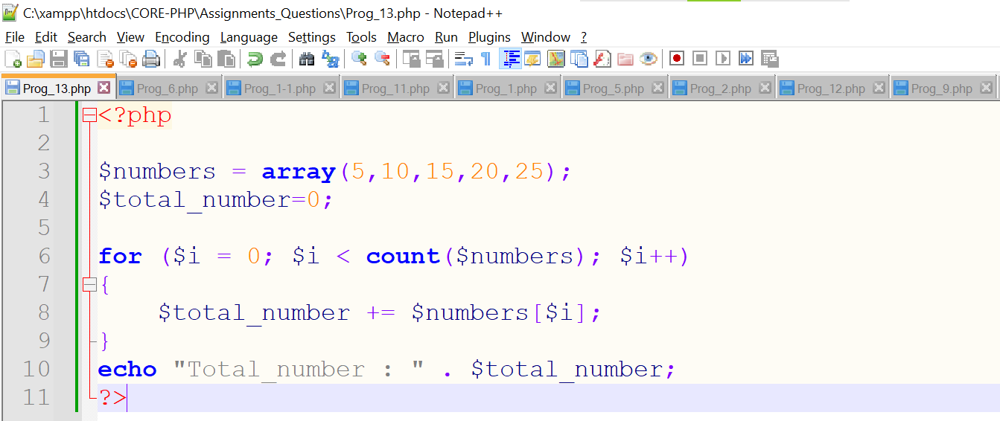 C:\xampp\htdocs\CORE-PHP\Assignments_Questions\Prog_13.php - Notepad++
File Edit Search View Encoding Language Settings Tools Macro Run Plugins Window ?
Prog_13.php Prog_6.php Prog_1-1.php Prog_11.php Prog_1.php Prog_5.php Prog_2.php Prog_12.php Prog_9.php
1 <?php
2
3 $numbers = array(5,10,15,20,25);
4 $total_number=0;
5
6 for ($i = 0; $i < count($numbers); $i++)
7 {
8     $total_number += $numbers[$i];
9 }
10 echo "Total_number : " . $total_number;
11 ?>